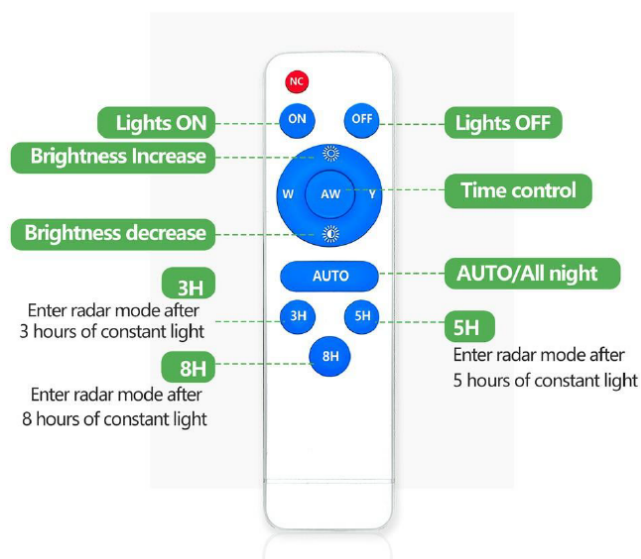 NC
Lights ON
ON
OFF
Lights OFF
Brightness Increase
W
AW
Y
Time control
Brightness decrease
AUTO
AUTO/All night
3H
Enter radar mode after
3 hours of constant light
3H
5H
5H
Enter radar mode after
5 hours of constant light
8H
8H
Enter radar mode after
8 hours of constant light